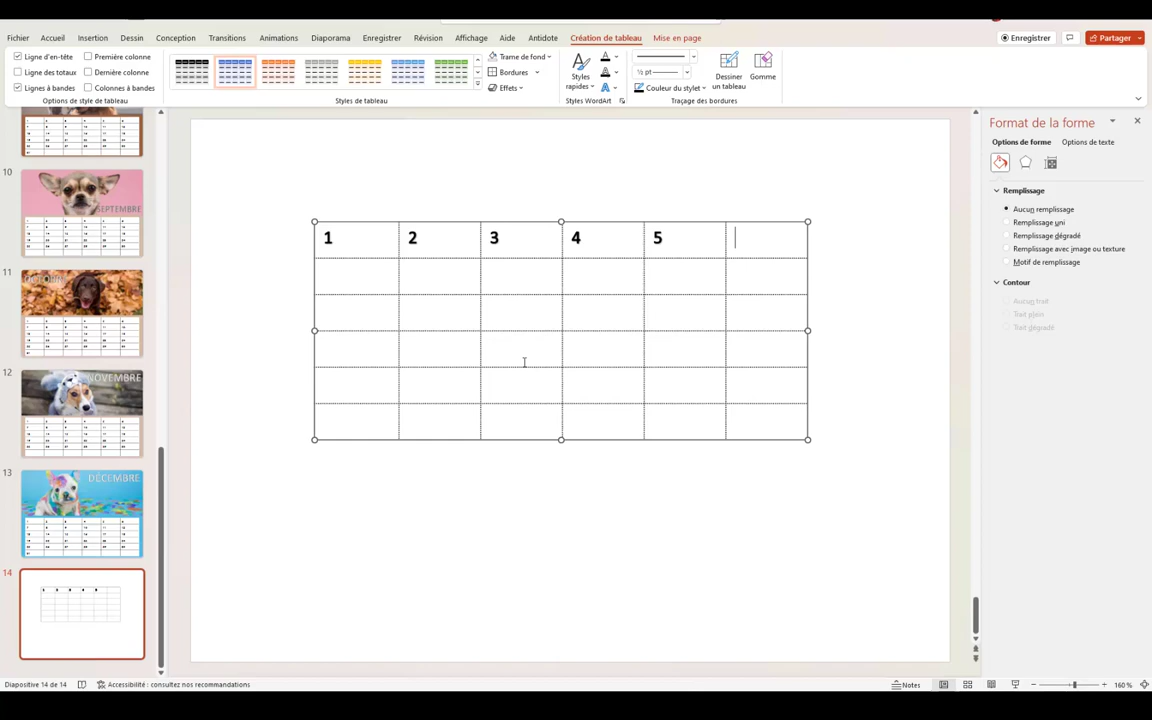 Fichier Accueil Insertion Dessin Conception Transitions Animations Diaporama Enregistrer Révision Affichage Aide Antidote Création de tableau Mise en page Enregistrer Partager
Ligne d'en-tête Première colonne
Ligne des totaux Dernière colonne
Lignes à bandes Colonnes à bandes
Options de style de tableau
Styles de tableau
Trame de fond
Bordures
Effets
Styles rapides
Styles WordArt
½ pt
Couleur du stylet
Dessiner un tableau
Gomme
Traçage des bordures
10
SEPTEMBRE
11
OCTOBRE
12
NOVEMBRE
13
DÉCEMBRE
14
1 2 3 4 5
Format de la forme
Options de forme Options de texte
Remplissage
Aucun remplissage
Remplissage uni
Remplissage dégradé
Remplissage avec image ou texture
Motif de remplissage
Contour
Aucun trait
Trait plein
Trait dégradé
Diapositive 14 de 14 Accessibilité : consultez nos recommandations Notes 160 %